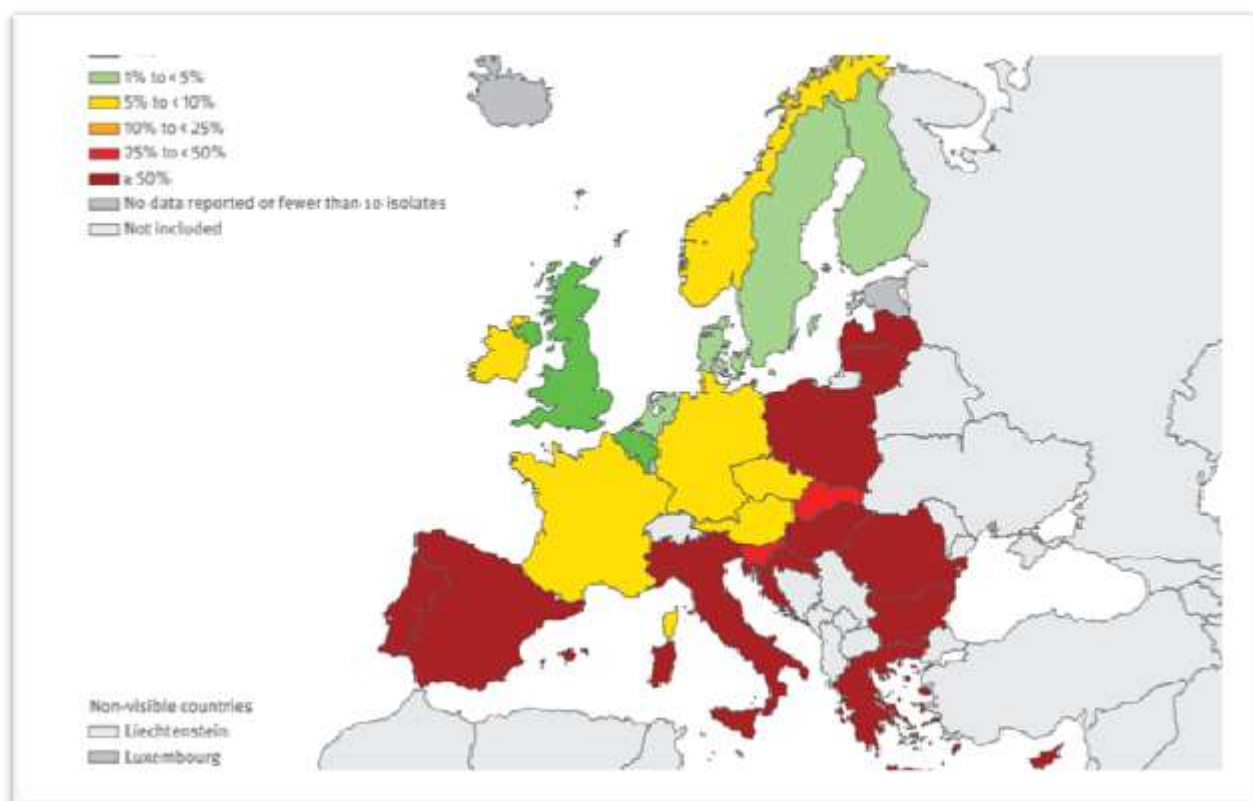 1% to < 5%
5% to < 10%
10% to < 25%
25% to < 50%
≥ 50%
No data reported or fewer than 10 isolates
Not included
Non-visible countries
Liechtenstein
Luxembourg